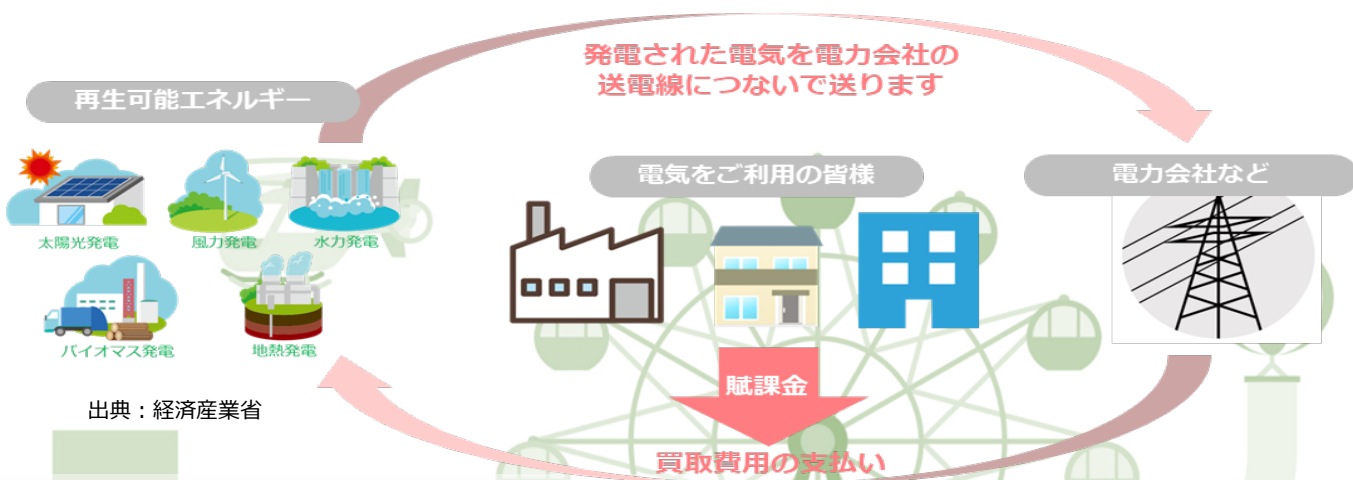 発電された電気を電力会社の
送電線につないで送ります
再生可能エネルギー
電気をご利用の皆様
電力会社など
太陽光発電
風力発電
水力発電
バイオマス発電
地熱発電
賦課金
出典：経済産業省
買取費用の支払い